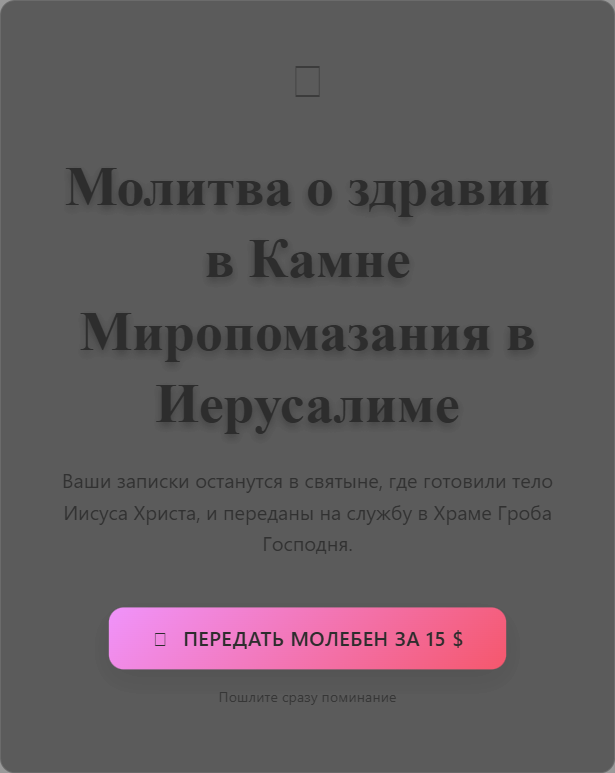 Молитва о здравии
в Камне
Миропомазания в
Иерусалиме
Ваши записки останутся в святыне, где готовили тело
Иисуса Христа, и переданы на службу в Храме Гроба
Господня.
ПЕРЕДАТЬ МОЛЕБЕН ЗА 15 $
Пошлите сразу поминание